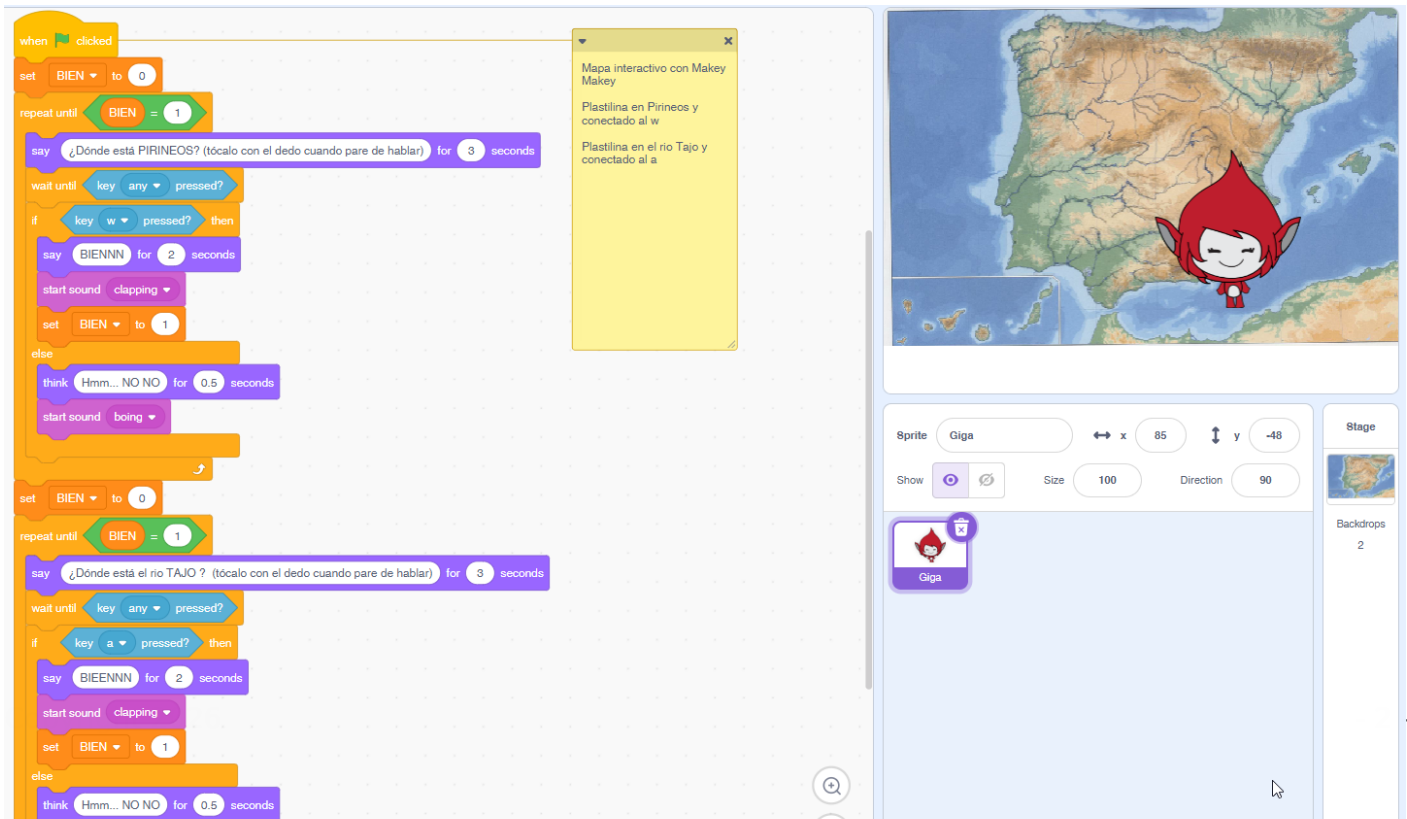 when clicked
set BIEN to 0
repeat until BIEN = 1
say ¿Dónde está PIRINEOS? (tócalo con el dedo cuando pare de hablar) for 3 seconds
wait until key any pressed?
if key w pressed? then
say BIENNN for 2 seconds
start sound clapping
set BIEN to 1
else
think Hmm... NO NO for 0.5 seconds
start sound boing
set BIEN to 0
repeat until BIEN = 1
say ¿Dónde está el rio TAJO ? (tócalo con el dedo cuando pare de hablar) for 3 seconds
wait until key any pressed?
if key a pressed? then
say BIEENNN for 2 seconds
start sound clapping
set BIEN to 1
else
think Hmm... NO NO for 0.5 seconds
Mapa interactivo con Makey
Makey
Plastilina en Pirineos y
conectado al w
Plastilina en el rio Tajo y
conectado al a
Sprite Giga x 85 y -48
Show Size 100 Direction 90
Giga
Stage
Backdrops
2